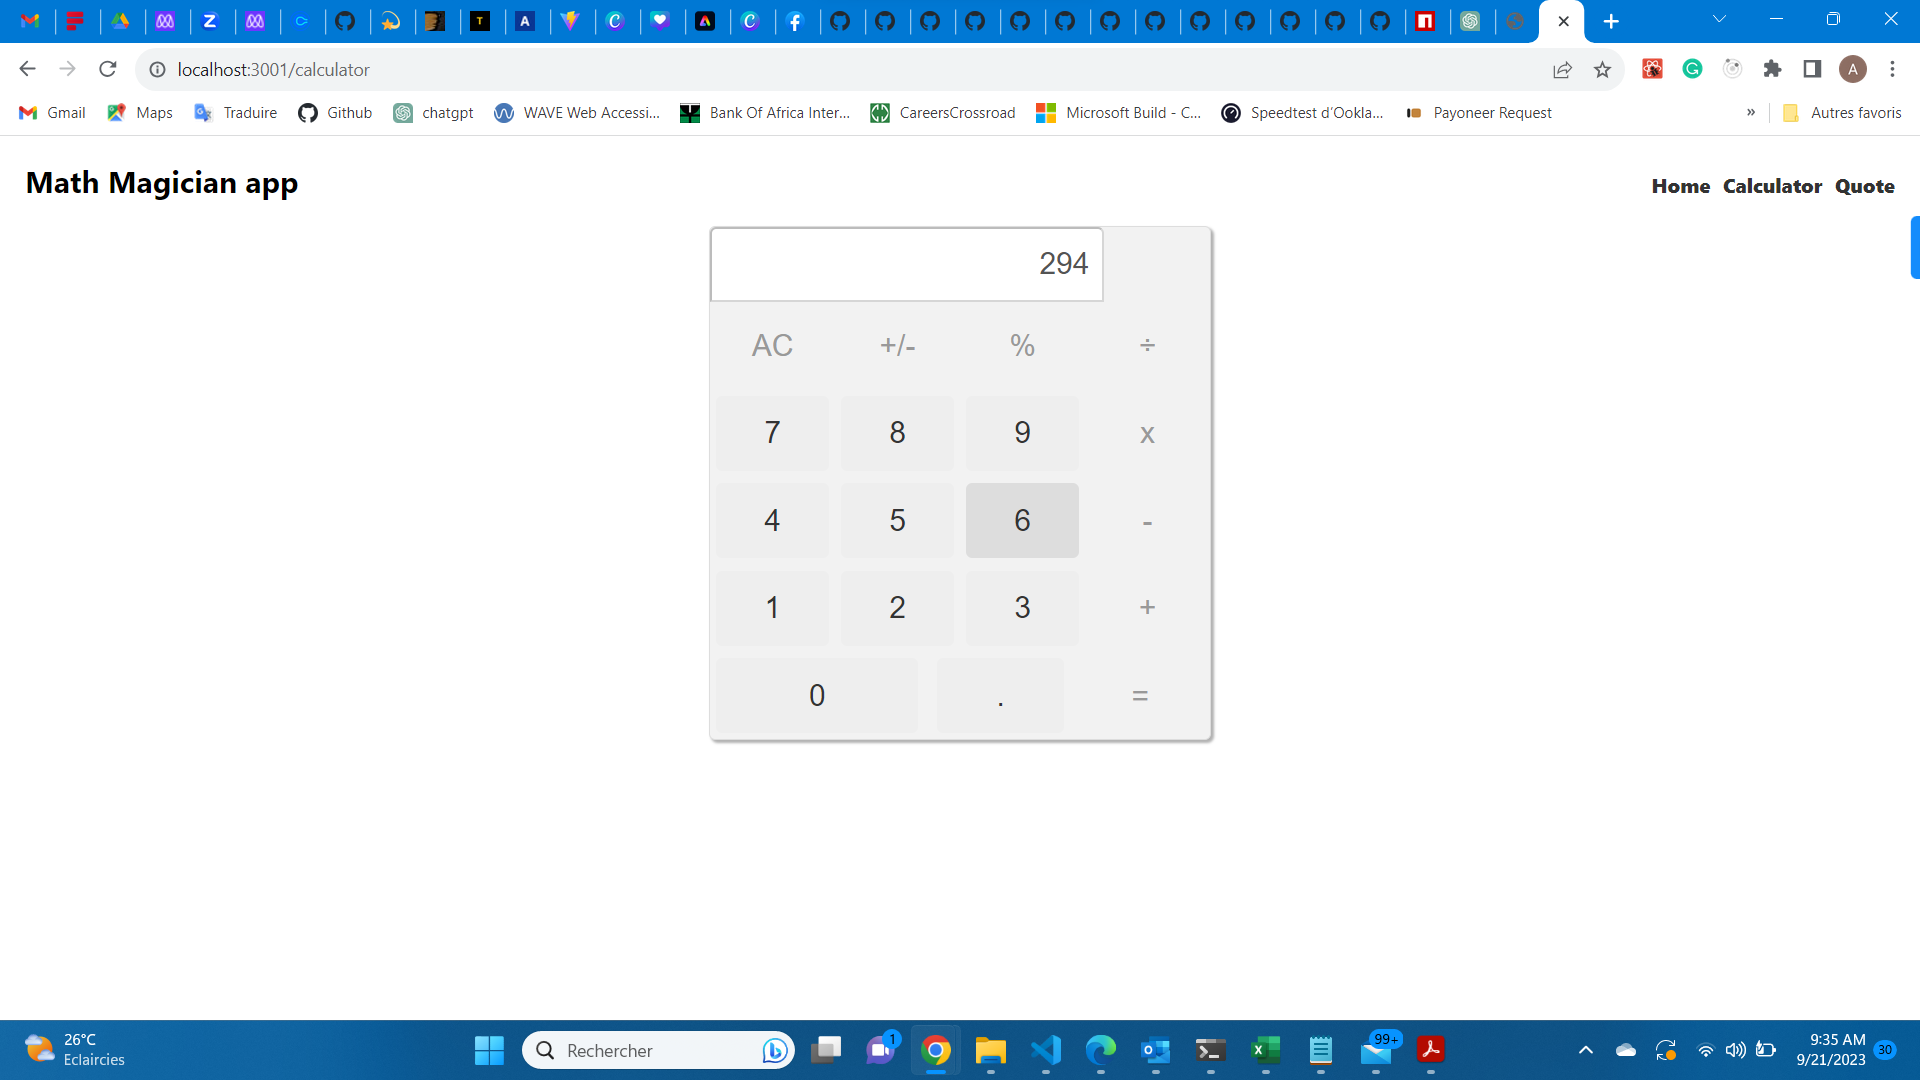 localhost:3001/calculator
Gmail Maps Traduire Github chatgpt WAVE Web Accessi... Bank Of Africa Inter... CareersCrossroad Microsoft Build - C... Speedtest d'Ookla... Payoneer Request » Autres favoris
Math Magician app
Home Calculator Quote
294
AC +/- % ÷
7 8 9 x
4 5 6 -
1 2 3 +
0 . =
26°C
Eclaircies
Rechercher
1
99+
9:35 AM
9/21/2023
30